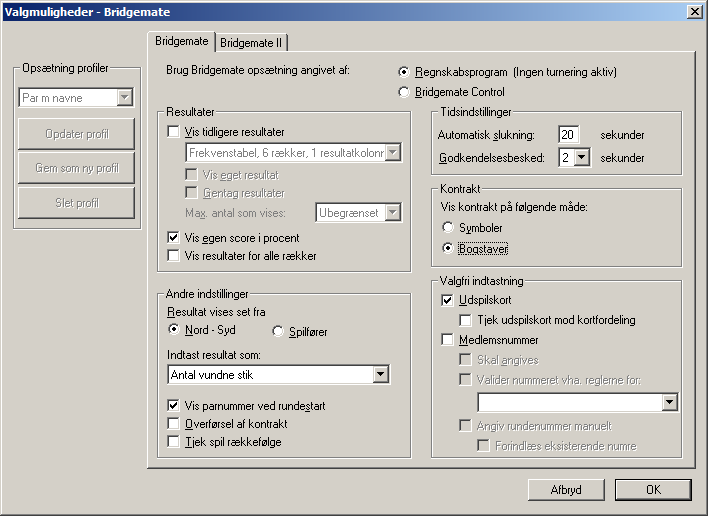 Valgmuligheder - Bridgemate
Bridgemate
Bridgemate II
Opsætning profiler
Par m navne
Opdater profil
Gem som ny profil
Slet profil
Brug Bridgemate opsætning angivet af:
Regnskabsprogram (Ingen turnering aktiv)
Bridgemate Control
Resultater
Vis tidligere resultater
Frekvenstabel, 6 rækker, 1 resultatkolonn
Vis eget resultat
Gentag resultater
Max. antal som vises:
Ubegrænset
Vis egen score i procent
Vis resultater for alle rækker
Andre indstillinger
Resultat vises set fra
Nord - Syd
Spilfører
Indtast resultat som:
Antal vundne stik
Vis parnummer ved rundestart
Overførsel af kontrakt
Tjek spil rækkefølge
Tidsindstillinger
Automatisk slukning: 20 sekunder
Godkendelsesbesked: 2 sekunder
Kontrakt
Vis kontrakt på følgende måde:
Symboler
Bogstaver
Valgfri indtastning
Udspilskort
Tjek udspilskort mod kortfordeling
Medlemsnummer
Skal angives
Valider nummeret vha. reglerne for:
Angiv rundenummer manuelt
Forindlæs eksisterende numre
Afbryd
OK